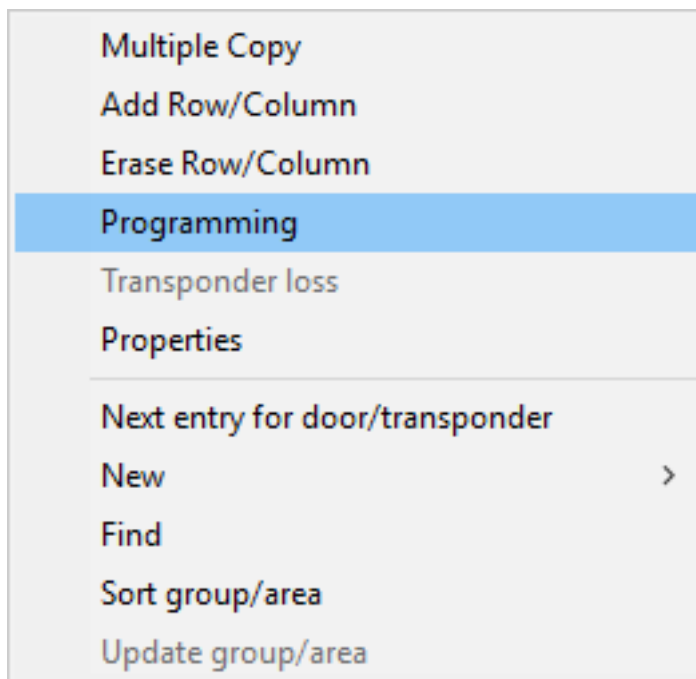 Multiple Copy
Add Row/Column
Erase Row/Column
Programming
Transponder loss
Properties
Next entry for door/transponder
New
Find
Sort group/area
Update group/area